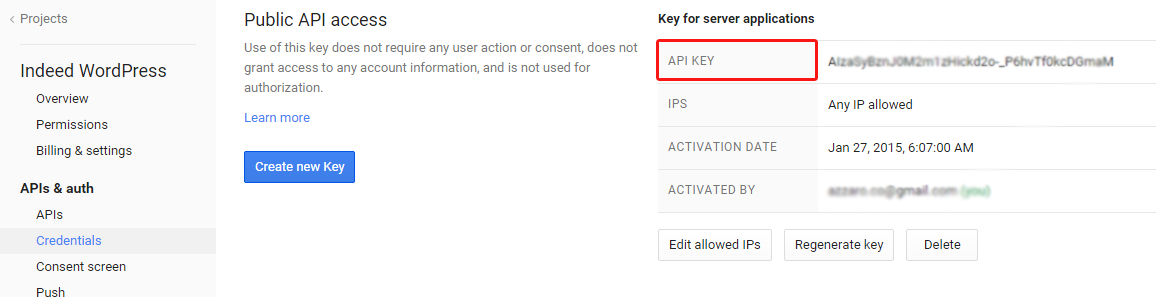 Projects
Indeed WordPress
Overview
Permissions
Billing & settings
APIs & auth
APIs
Credentials
Consent screen
Push
Public API access
Use of this key does not require any user action or consent, does not
grant access to any account information, and is not used for
authorization.
Learn more
Create new Key
Key for server applications
API KEY
IPS Any IP allowed
ACTIVATION DATE Jan 27, 2015, 6:07:00 AM
ACTIVATED BY (you)
Edit allowed IPs Regenerate key Delete